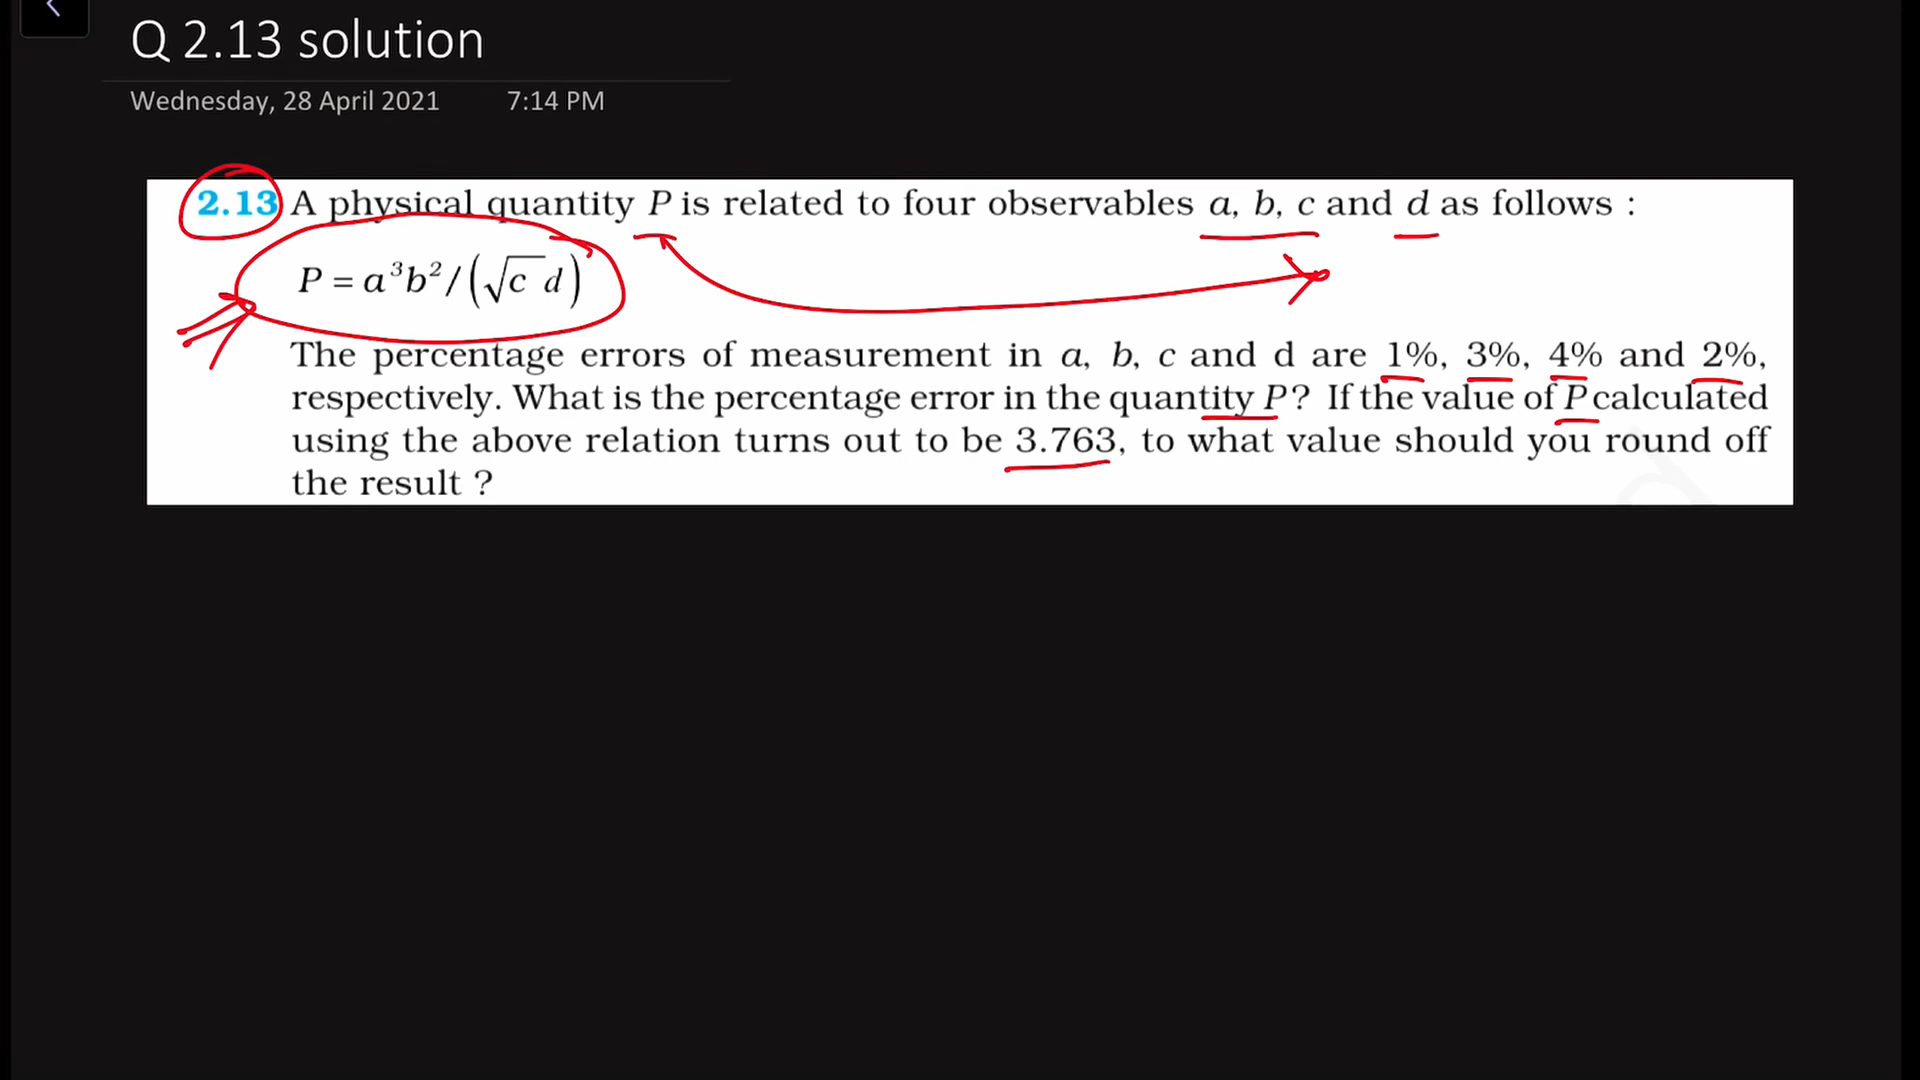 Q 2.13 solution
Wednesday, 28 April 2021 7:14 PM
2.13 A physical quantity P is related to four observables a, b, c and d as follows :
P = a³b²/(√c d)
The percentage errors of measurement in a, b, c and d are 1%, 3%, 4% and 2%,
respectively. What is the percentage error in the quantity P? If the value of P calculated
using the above relation turns out to be 3.763, to what value should you round off
the result ?